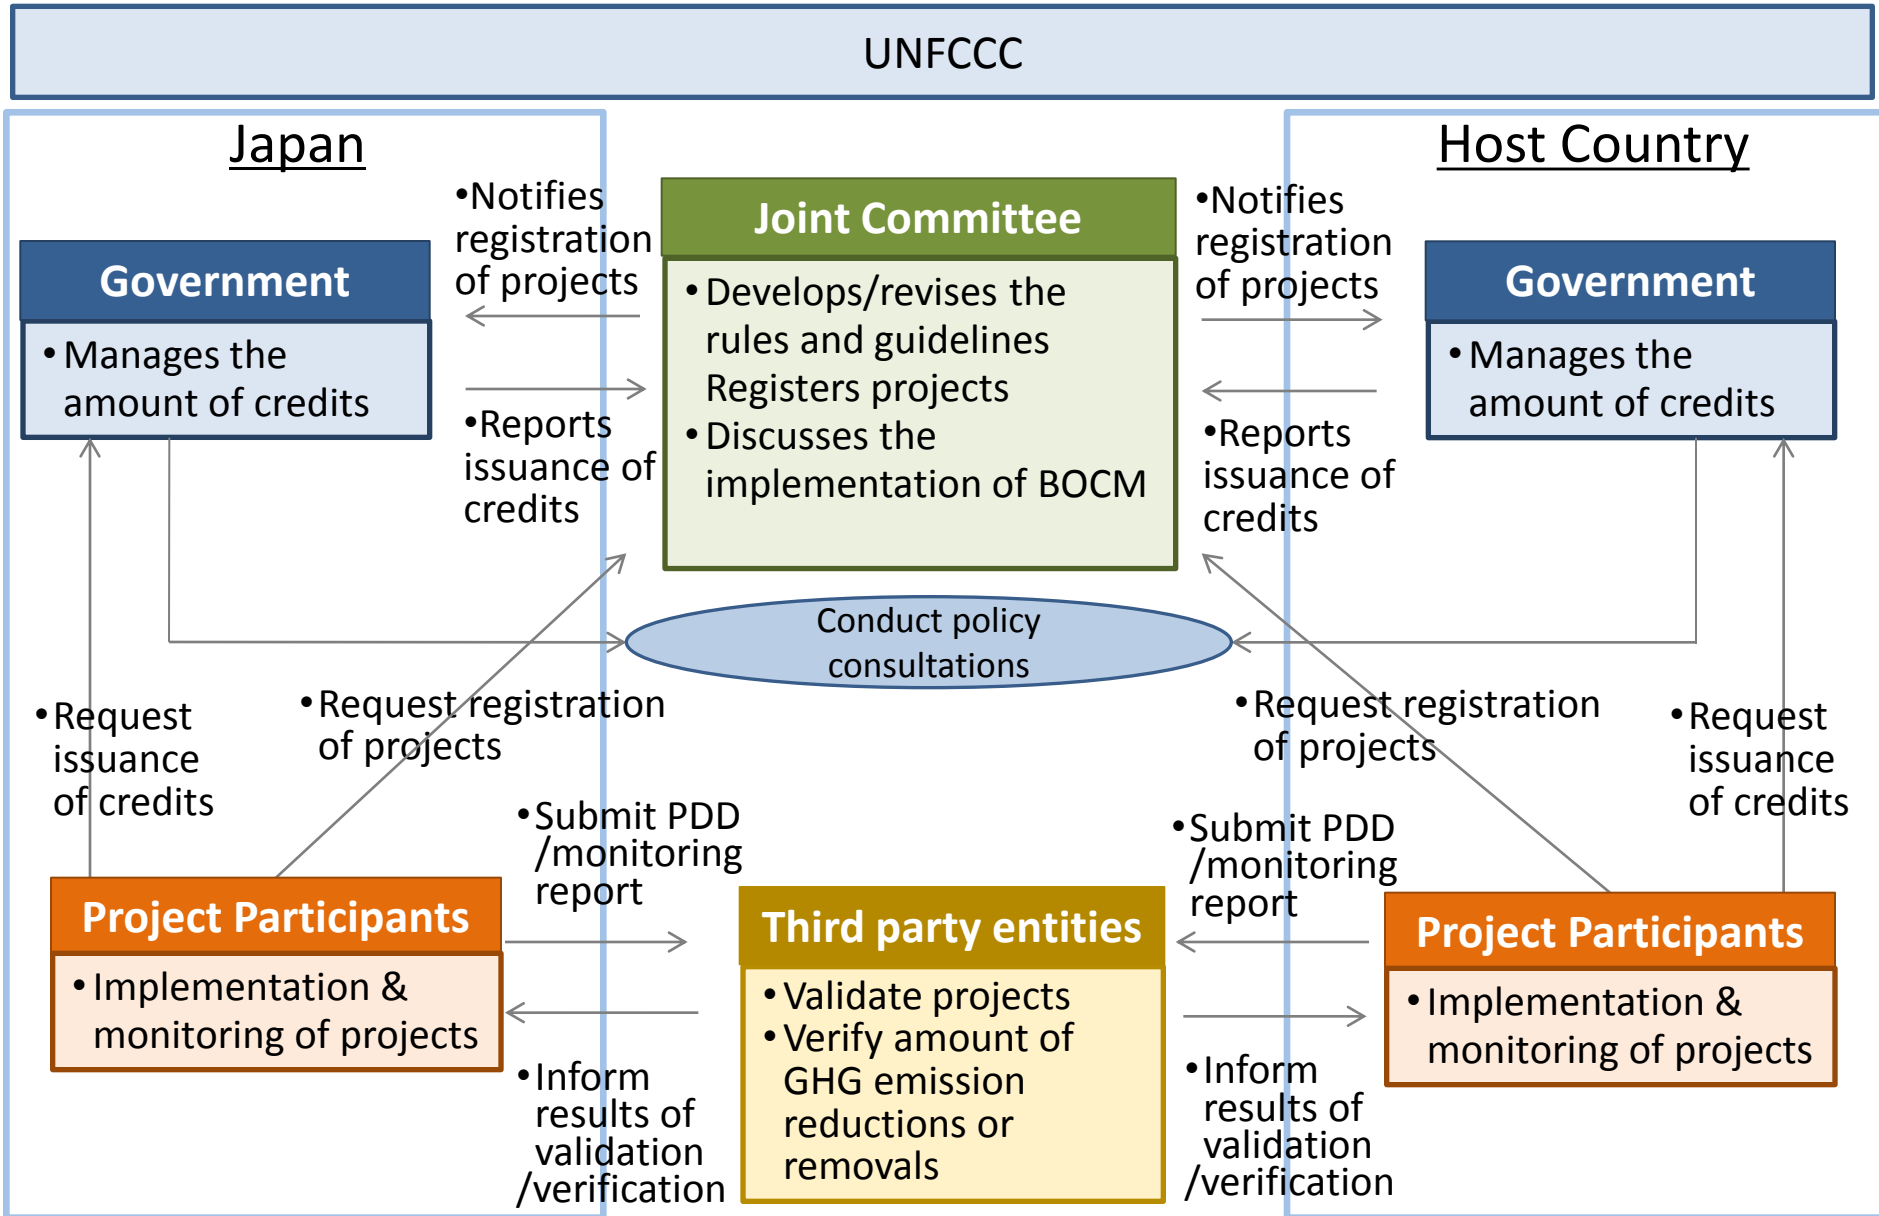 UNFCCC
Japan
Host Country
•Notifies
registration
of projects
Joint Committee
•Notifies
registration
of projects
Government
• Manages the
amount of credits
• Develops/revises the
rules and guidelines
Registers projects
• Discusses the
implementation of BOCM
Government
• Manages the
amount of credits
•Reports
issuance of
credits
•Reports
issuance of
credits
Conduct policy
consultations
•Request
issuance
of credits
•Request registration
of projects
•Request registration
of projects
•Request
issuance
of credits
•Submit PDD
/monitoring
report
•Submit PDD
/monitoring
report
Project Participants
• Implementation &
monitoring of projects
Third party entities
• Validate projects
• Verify amount of
GHG emission
reductions or
removals
Project Participants
• Implementation &
monitoring of projects
•Inform
results of
validation
/verification
•Inform
results of
validation
/verification